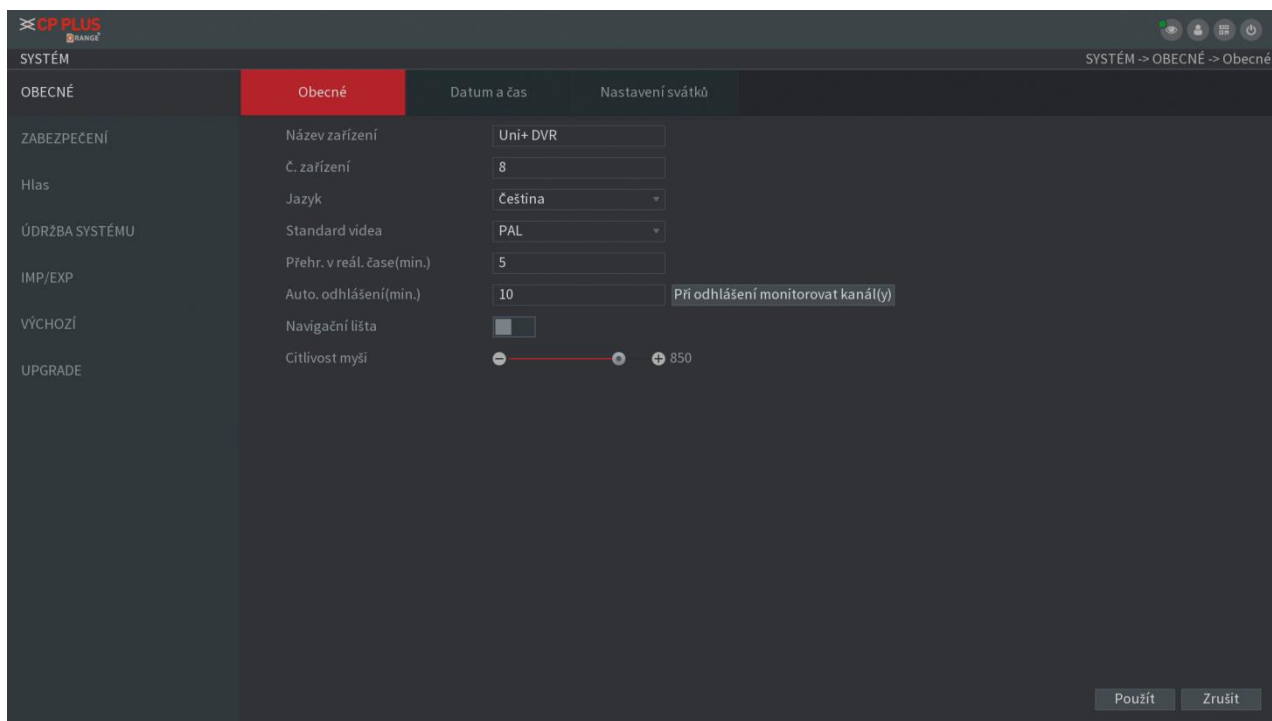 CP PLUS
ORANGE
SYSTÉM
SYSTÉM -> OBECNÉ -> Obecné
OBECNÉ
Obecné
Datum a čas
Nastavení svátků
ZABEZPEČENÍ
Hlas
ÚDRŽBA SYSTÉMU
IMP/EXP
VÝCHOZÍ
UPGRADE
Název zařízení Uni+ DVR
Č. zařízení 8
Jazyk Čeština
Standard videa PAL
Přehr. v reál. čase(min.) 5
Auto. odhlášení(min.) 10 Při odhlášení monitorovat kanál(y)
Navigační lišta
Citlivost myši 850
Použít Zrušit